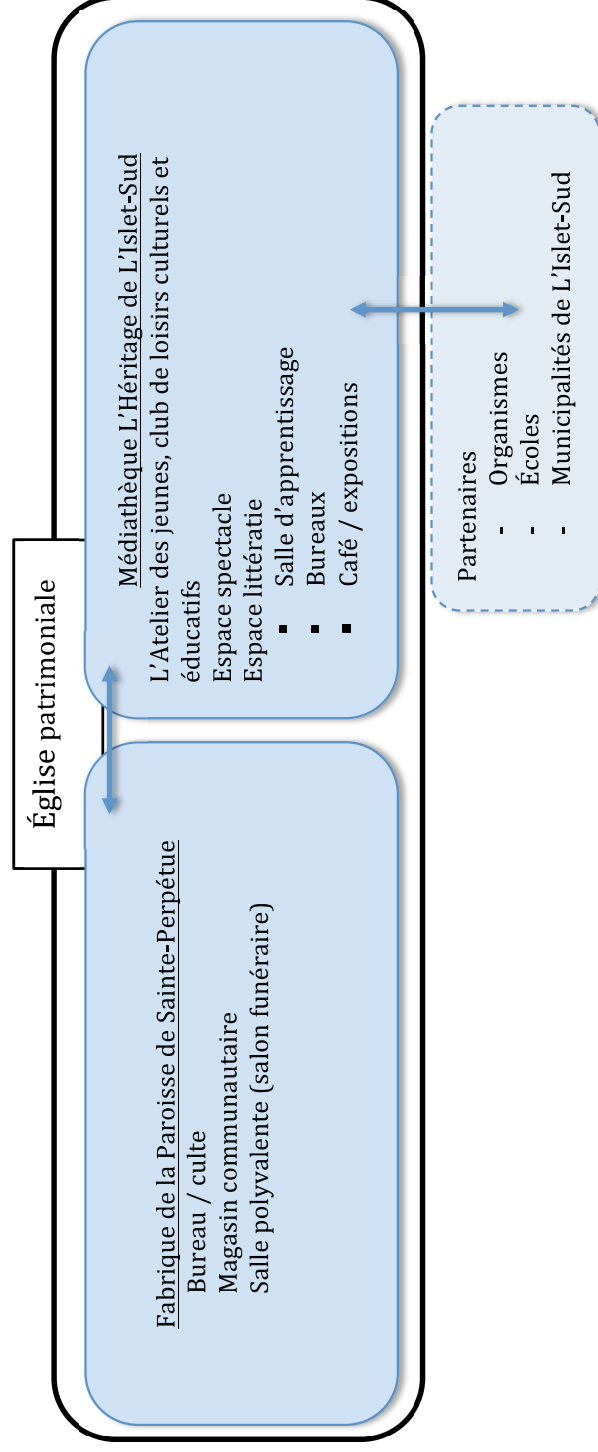 Église patrimoniale
Fabrique de la Paroisse de Sainte-Perpétue
Bureau / culte
Magasin communautaire
Salle polyvalente (salon funéraire)
Médiathèque L'Héritage de L'Islet-Sud
L'Atelier des jeunes, club de loisirs culturels et
éducatifs
Espace spectacle
Espace littératie
▪ Salle d'apprentissage
▪ Bureaux
▪ Café / expositions
Partenaires
- Organismes
- Écoles
- Municipalités de L'Islet-Sud